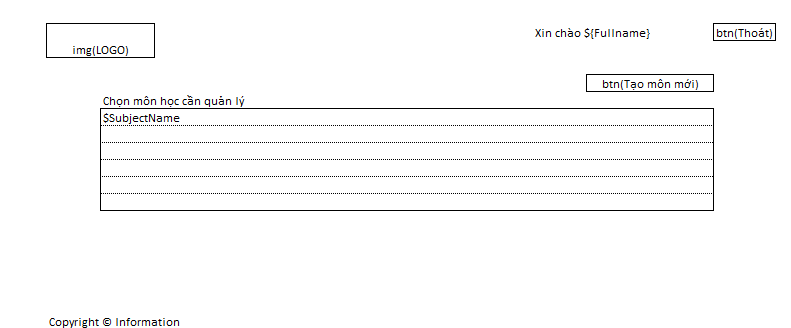 img(LOGO)
Xin chào ${Fullname}
btn(Thoát)
btn(Tạo môn mới)
Chọn môn học cần quản lý
$SubjectName
Copyright © Information